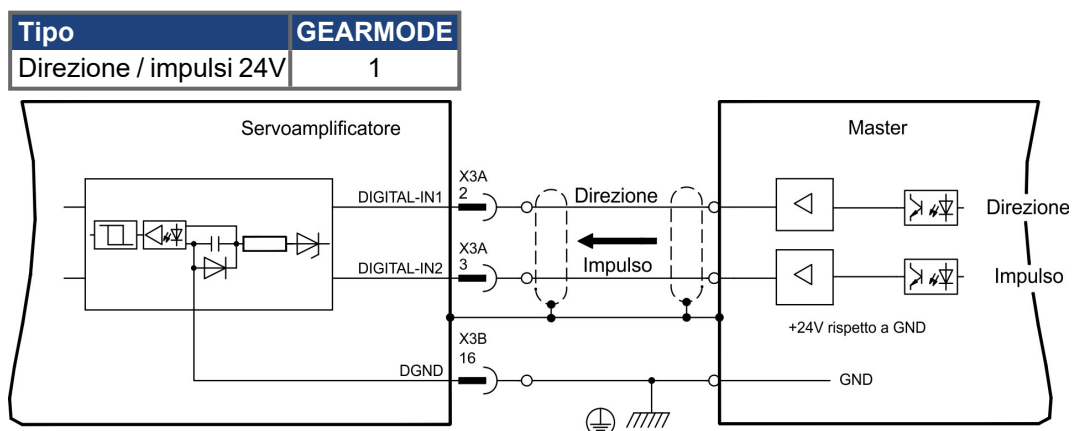 Tipo GEARMODE
Direzione / impulsi 24V 1
Servoamplificatore
Master
X3A
DIGITAL-IN1 2 Direzione Direzione
X3A
DIGITAL-IN2 3 Impulso Impulso
+24V rispetto a GND
X3B
16
DGND GND